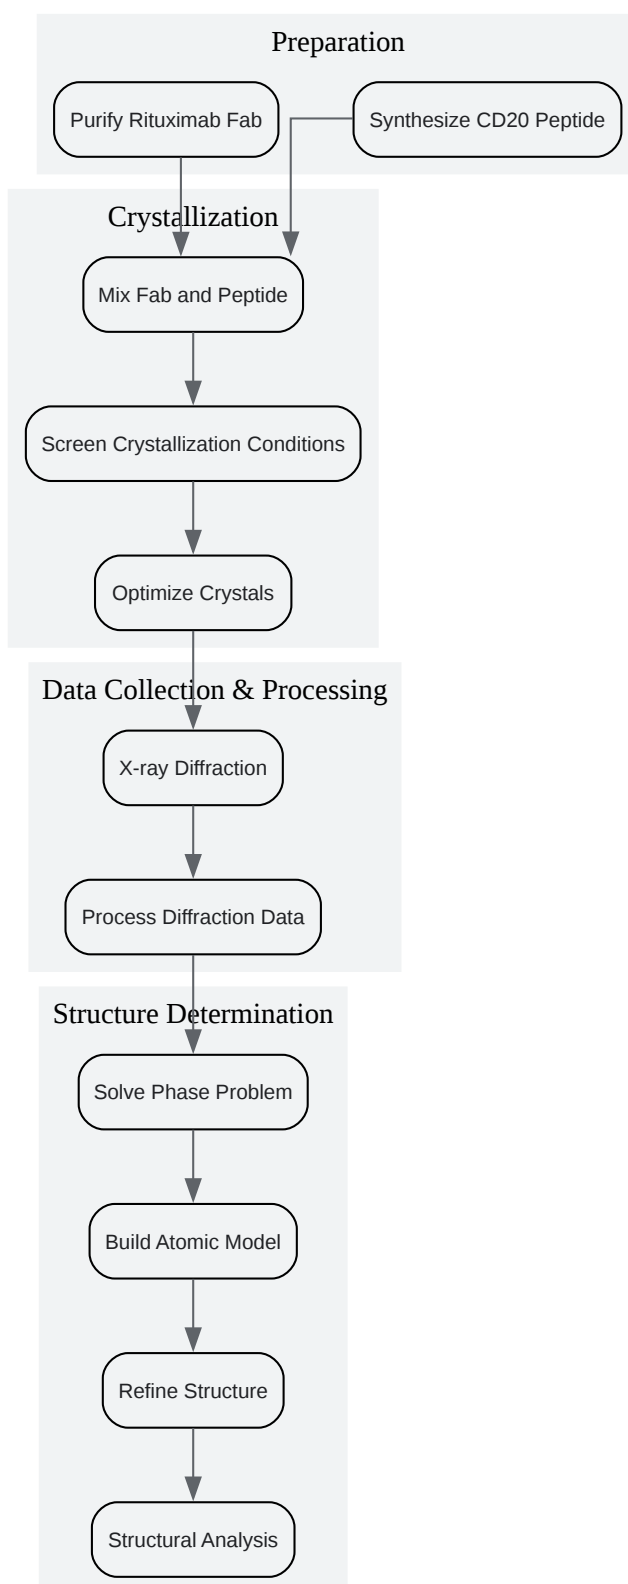 Preparation
Purify Rituximab Fab
Synthesize CD20 Peptide
Crystallization
Mix Fab and Peptide
Screen Crystallization Conditions
Optimize Crystals
Data Collection & Processing
X-ray Diffraction
Process Diffraction Data
Structure Determination
Solve Phase Problem
Build Atomic Model
Refine Structure
Structural Analysis